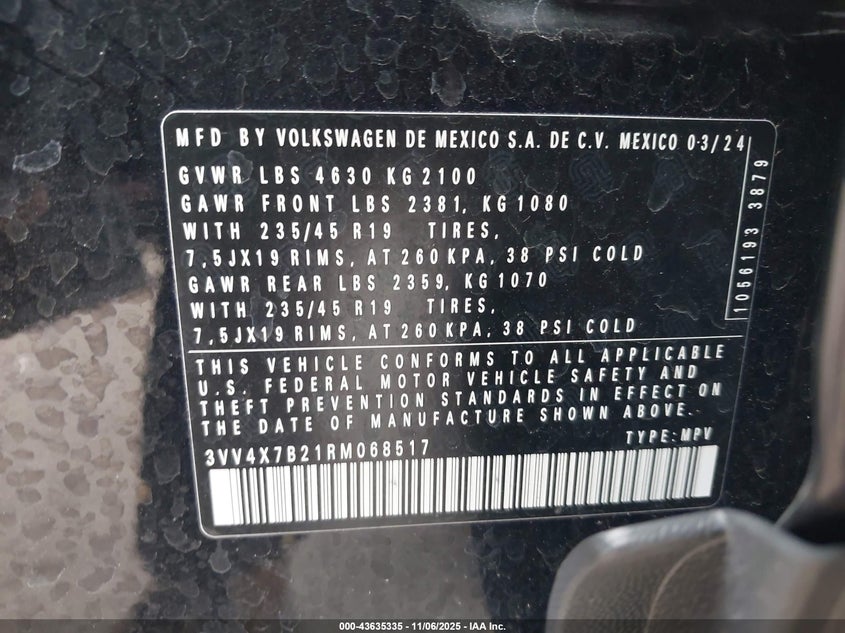 MFD BY VOLKSWAGEN DE MEXICO S.A. DE C.V. MEXICO 03/24
GVWR LBS 4630 KG 2100
GAWR FRONT LBS 2381, KG 1080
WITH 235/45 R19 TIRES,
7,5JX19 RIMS, AT 260 KPA, 38 PSI COLD
GAWR REAR LBS 2359, KG 1070
WITH 235/45 R19 TIRES,
7,5JX19 RIMS, AT 260 KPA, 38 PSI COLD
1056193 3879
THIS VEHICLE CONFORMS TO ALL APPLICABLE
U.S. FEDERAL MOTOR VEHICLE SAFETY AND
THEFT PREVENTION STANDARDS IN EFFECT ON
THE DATE OF MANUFACTURE SHOWN ABOVE.
3VV4X7B21RM068517 TYPE: MPV
000-43635335 - 11/06/2025 - IAA Inc.